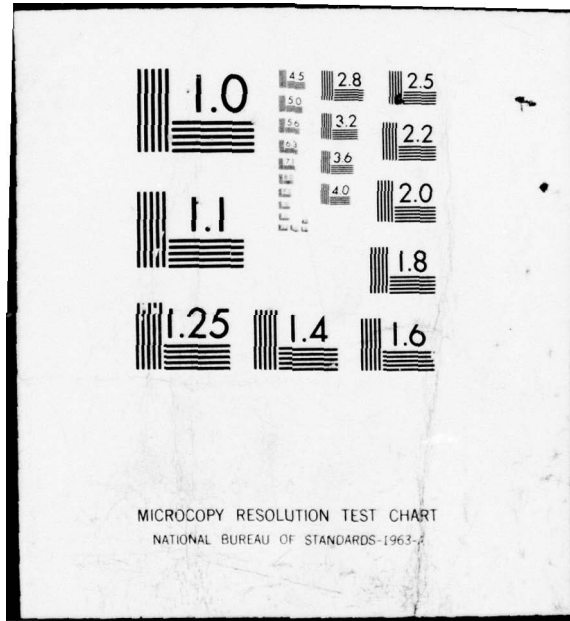 1.0
4.5 2.8 2.5
5.0
5.6 3.2 2.2
6.3
7.1 3.6
4.0 2.0
1.1
1.8
1.25 1.4 1.6
MICROCOPY RESOLUTION TEST CHART
NATIONAL BUREAU OF STANDARDS-1963-A